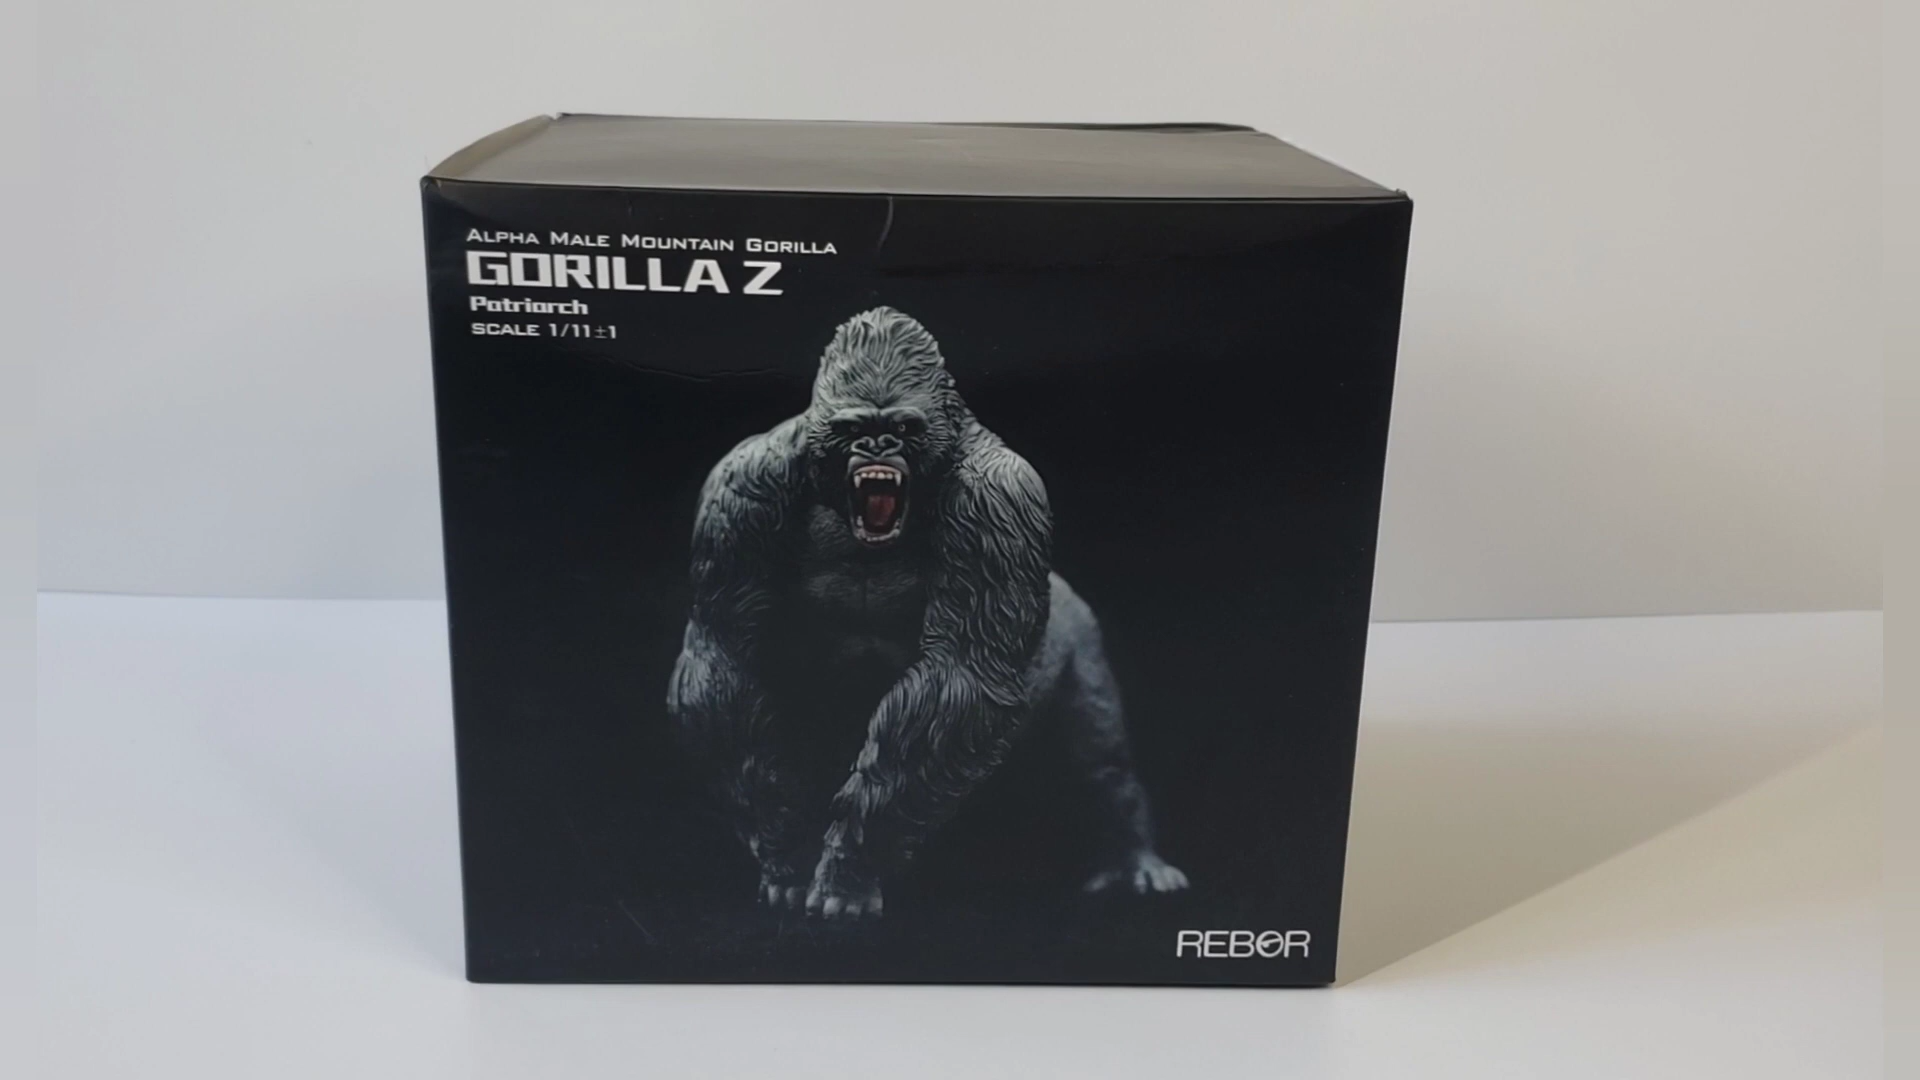 ALPHA MALE MOUNTAIN GORILLA
GORILLA Z
Patriarch
SCALE 1/11±1
REBOR